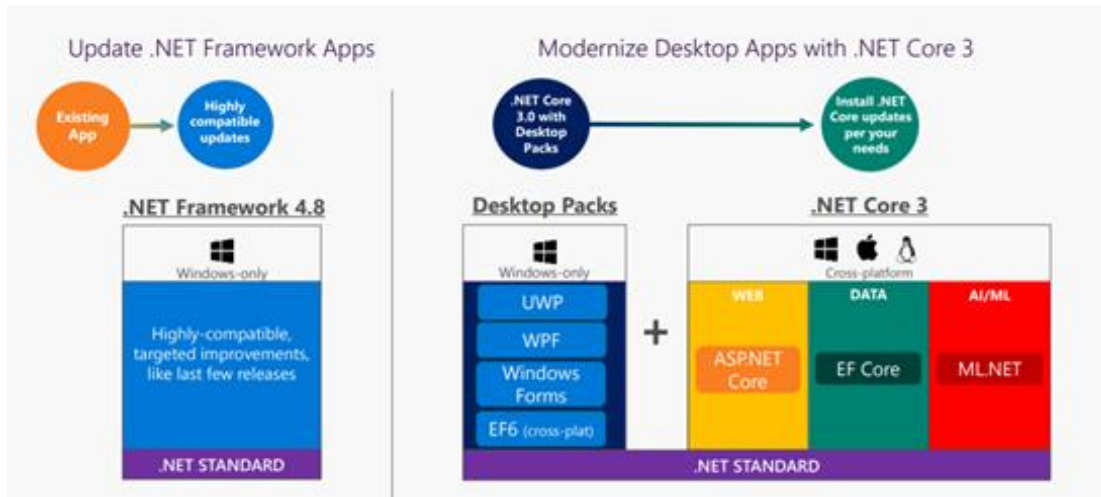 Update .NET Framework Apps
Existing
App
Highly
compatible
updates
.NET Framework 4.8
Windows-only
Highly-compatible,
targeted improvements,
like last few releases
.NET STANDARD
Modernize Desktop Apps with .NET Core 3
.NET Core
3.0 with
Desktop
Packs
Install .NET
Core updates
per your
needs
Desktop Packs
Windows-only
UWP
WPF
Windows
Forms
EF6 (cross-plat)
+
.NET Core 3
Cross-platform
WEB
ASP.NET
Core
DATA
EF Core
AI/ML
ML.NET
.NET STANDARD